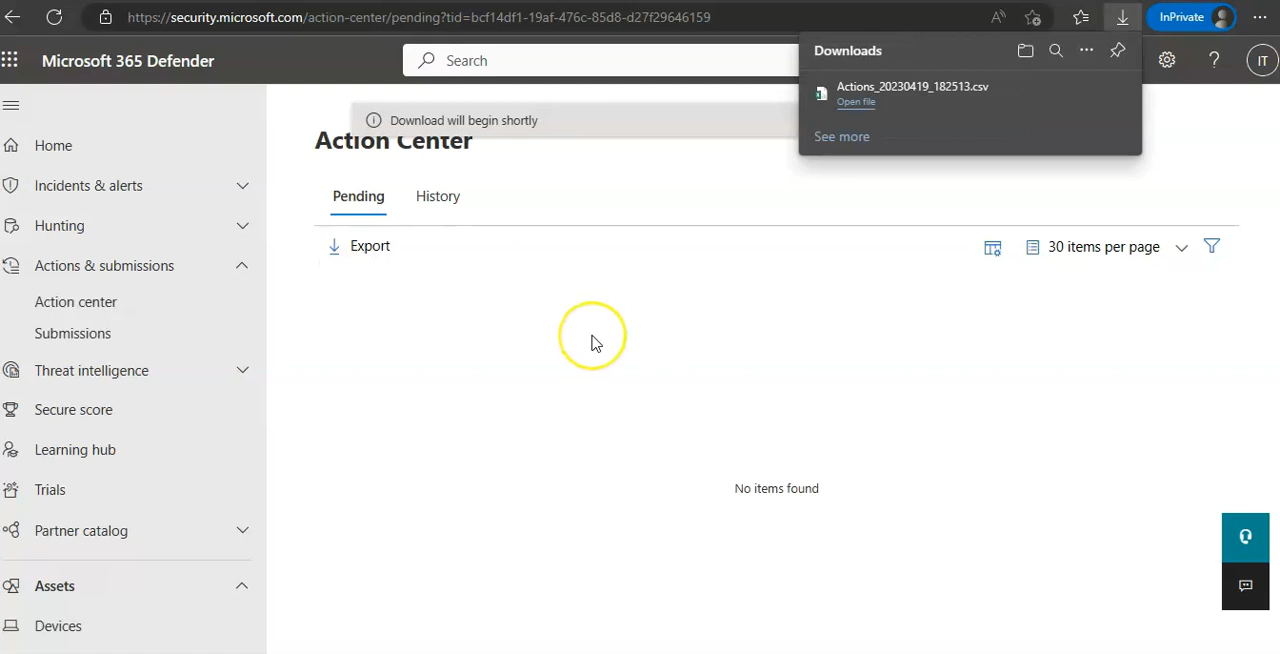 https://security.microsoft.com/action-center/pending?tid=bcf14df1-19af-476c-85d8-d27f29646159
InPrivate
Microsoft 365 Defender
Search
Downloads
IT
Actions_20230419_182513.csv
Open file
See more
Download will begin shortly
Action Center
Home
Incidents & alerts
Hunting
Actions & submissions
Action center
Submissions
Threat intelligence
Secure score
Learning hub
Trials
Partner catalog
Assets
Devices
Pending
History
Export
30 items per page
No items found